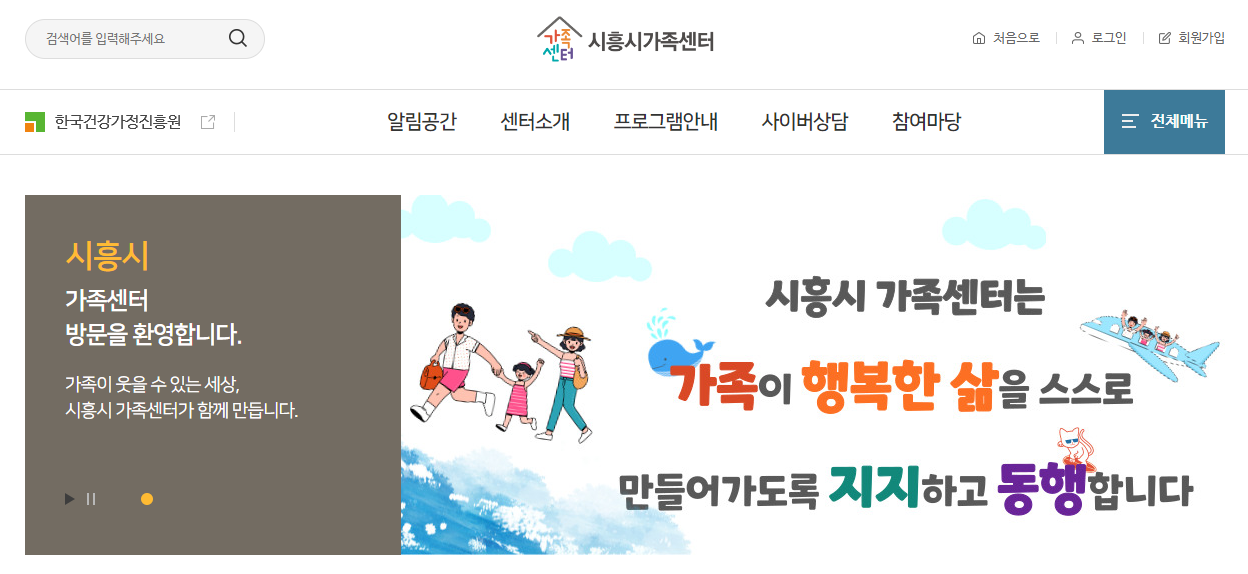 검색어를 입력해주세요
가족
센터
시흥시가족센터
처음으로
로그인
회원가입
한국건강가정진흥원
알림공간
센터소개
프로그램안내
사이버상담
참여마당
전체메뉴
시흥시
가족센터
방문을 환영합니다.
가족이 웃을 수 있는 세상,
시흥시 가족센터가 함께 만듭니다.
시흥시 가족센터는
가족이 행복한 삶을 스스로
만들어가도록 지지하고 동행합니다